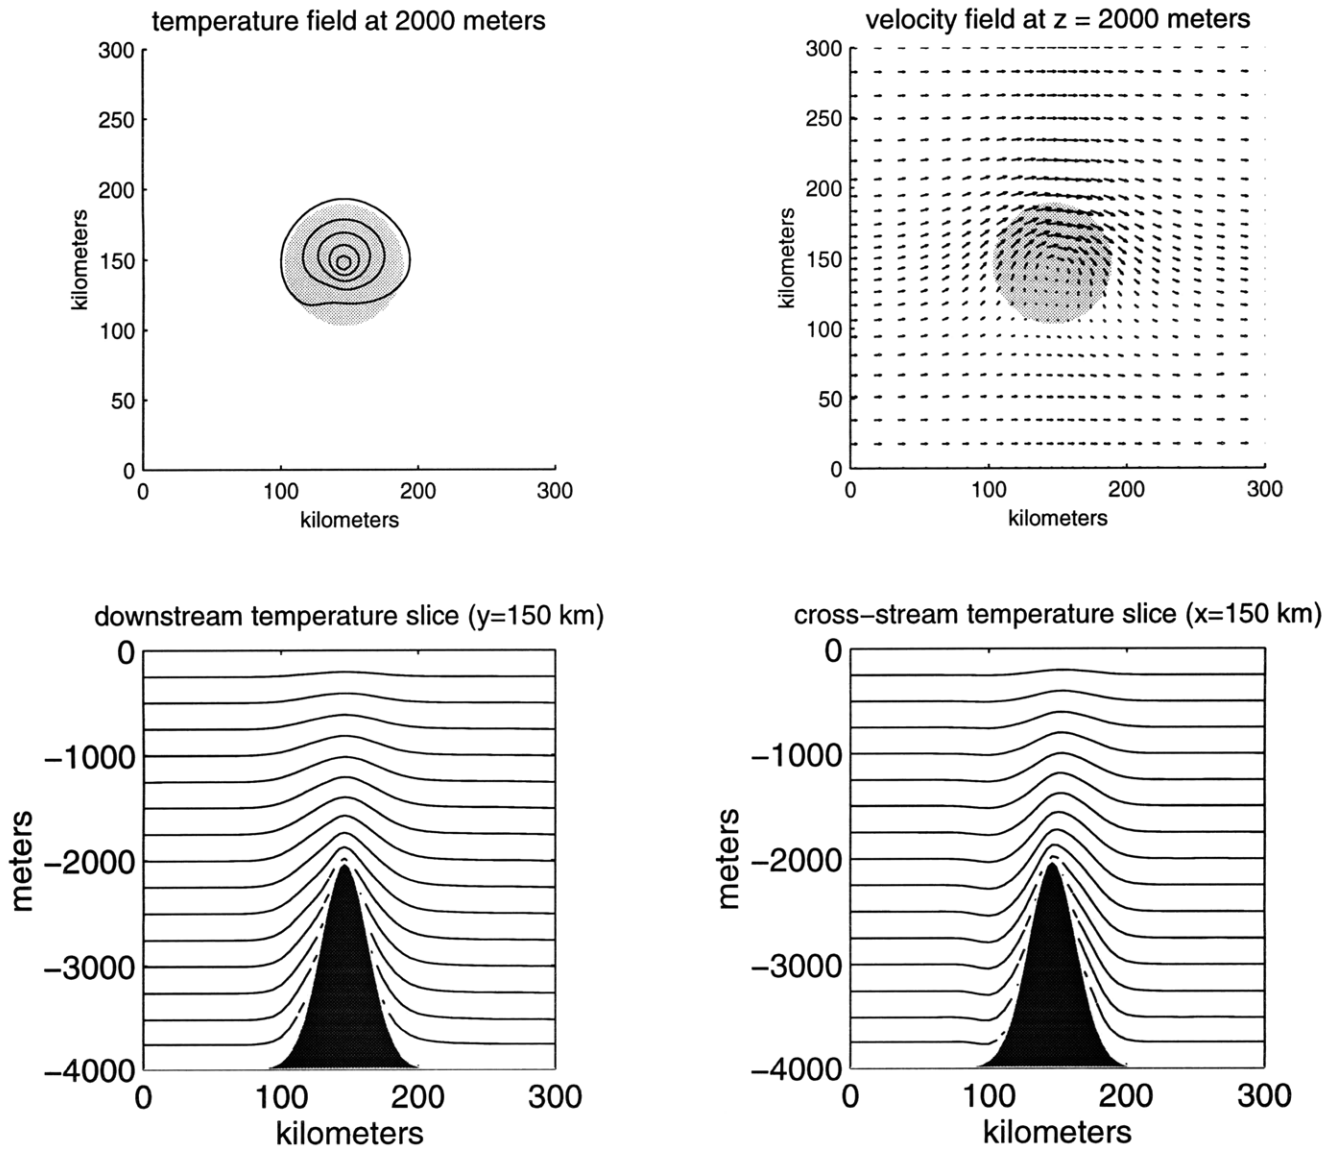 temperature field at 2000 meters
300
250
200
150
100
50
0
kilometers
0 100 200 300
kilometers
velocity field at z = 2000 meters
300
250
200
150
100
50
0
kilometers
0 100 200 300
kilometers
downstream temperature slice (y=150 km)
0
−1000
−2000
−3000
−4000
meters
0 100 200 300
kilometers
cross−stream temperature slice (x=150 km)
0
−1000
−2000
−3000
−4000
meters
0 100 200 300
kilometers